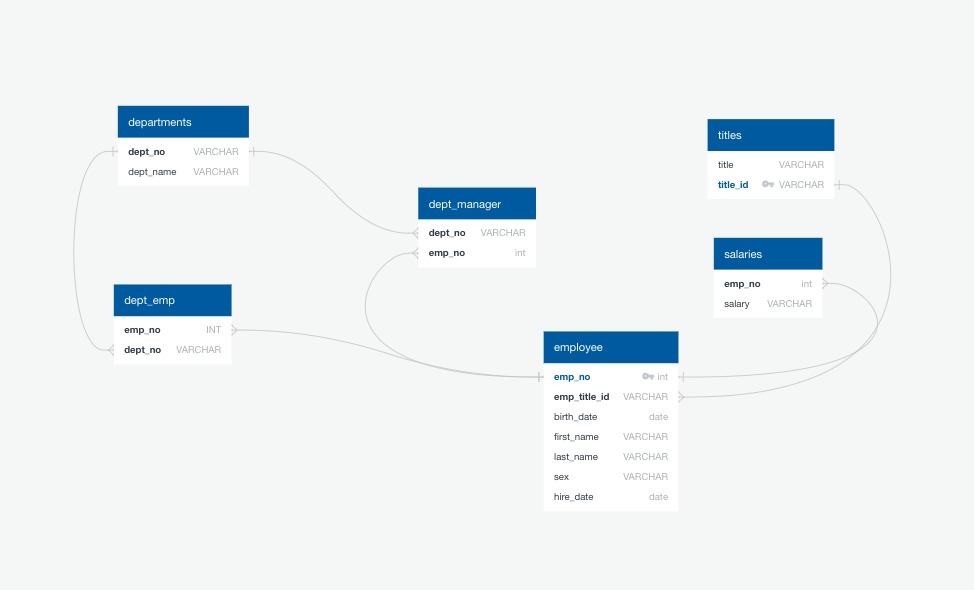 departments
dept_no VARCHAR
dept_name VARCHAR
titles
title VARCHAR
title_id VARCHAR
dept_manager
dept_no VARCHAR
emp_no int
salaries
emp_no int
salary VARCHAR
dept_emp
emp_no INT
dept_no VARCHAR
employee
emp_no int
emp_title_id VARCHAR
birth_date date
first_name VARCHAR
last_name VARCHAR
sex VARCHAR
hire_date date